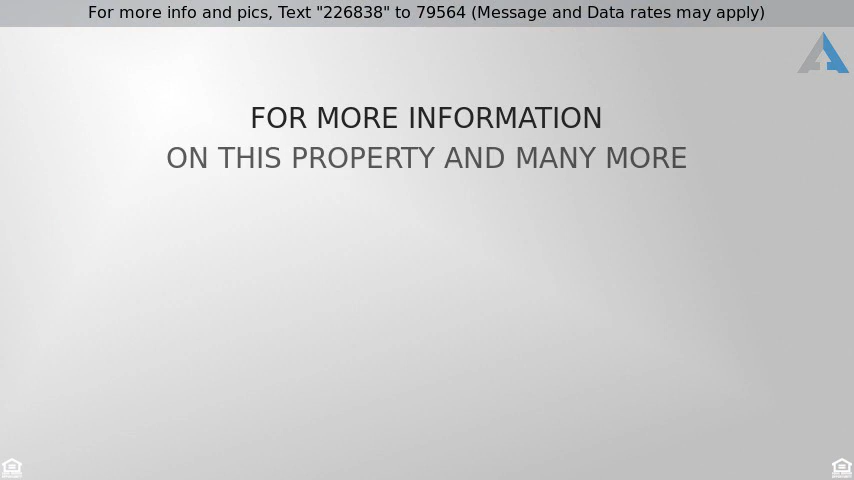 For more info and pics, Text "226838" to 79564 (Message and Data rates may apply)
FOR MORE INFORMATION
ON THIS PROPERTY AND MANY MORE